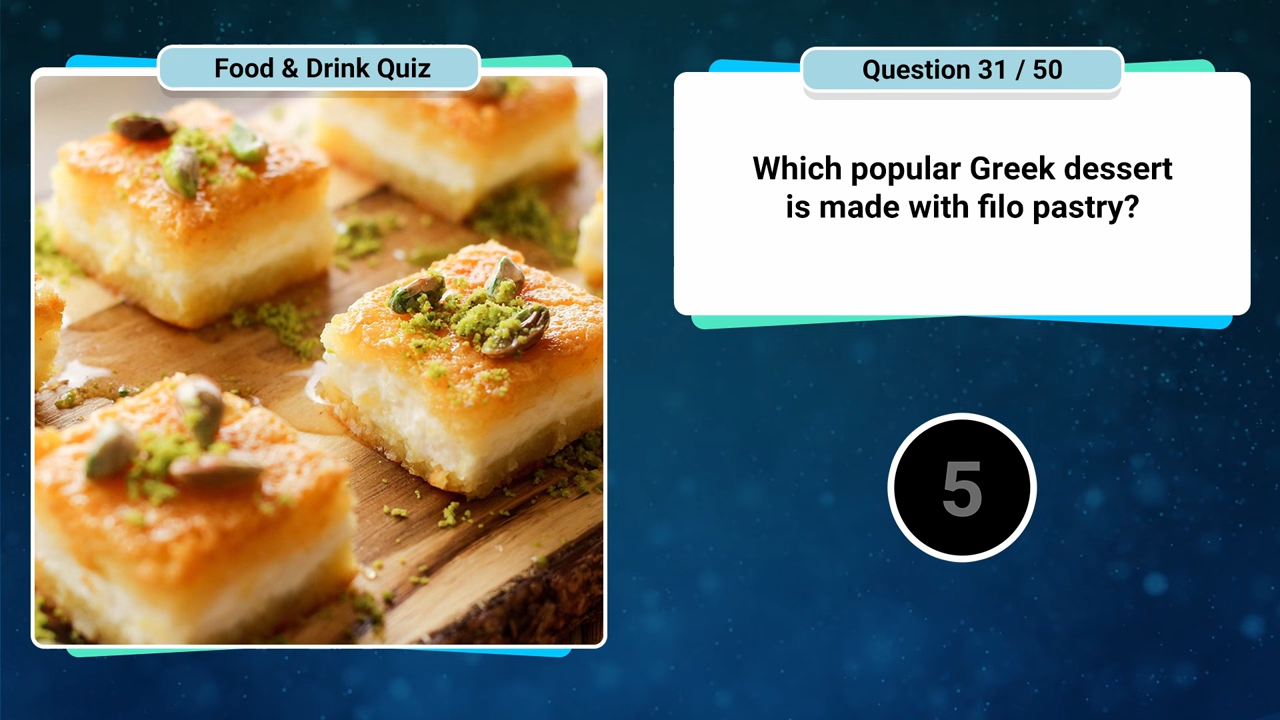 Food & Drink Quiz
Question 31 / 50
Which popular Greek dessert
is made with filo pastry?
5